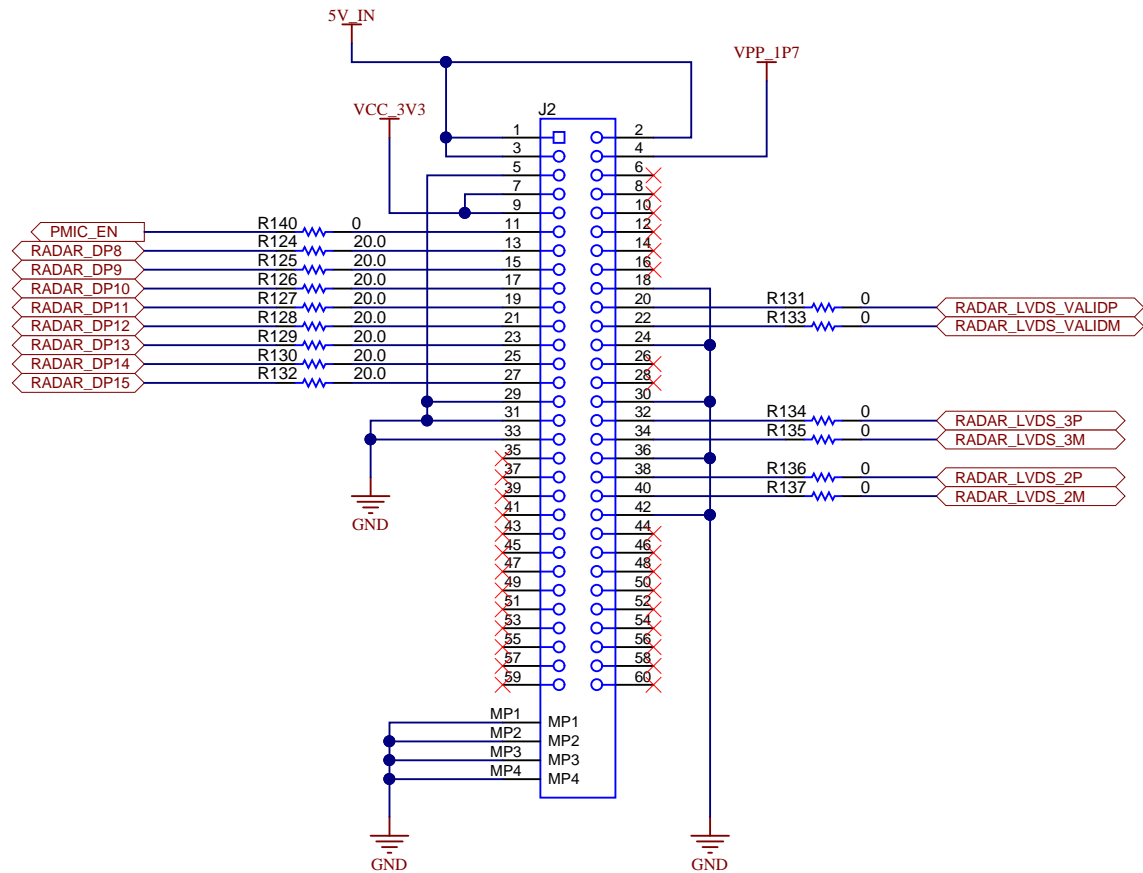 5V_IN
VPP_1P7
VCC_3V3
J2
1 2
3 4
5 6
7 8
9 10
PMIC_EN R140 0 11 12
RADAR_DP8 R124 20.0 13 14
RADAR_DP9 R125 20.0 15 16
RADAR_DP10 R126 20.0 17 18
RADAR_DP11 R127 20.0 19 20 R131 0 RADAR_LVDS_VALIDP
RADAR_DP12 R128 20.0 21 22 R133 0 RADAR_LVDS_VALIDM
RADAR_DP13 R129 20.0 23 24
RADAR_DP14 R130 20.0 25 26
RADAR_DP15 R132 20.0 27 28
29 30
31 32 R134 0 RADAR_LVDS_3P
33 34 R135 0 RADAR_LVDS_3M
35 36
37 38 R136 0 RADAR_LVDS_2P
39 40 R137 0 RADAR_LVDS_2M
41 42
GND
43 44
45 46
47 48
49 50
51 52
53 54
55 56
57 58
59 60
MP1 MP1
MP2 MP2
MP3 MP3
MP4 MP4
GND GND